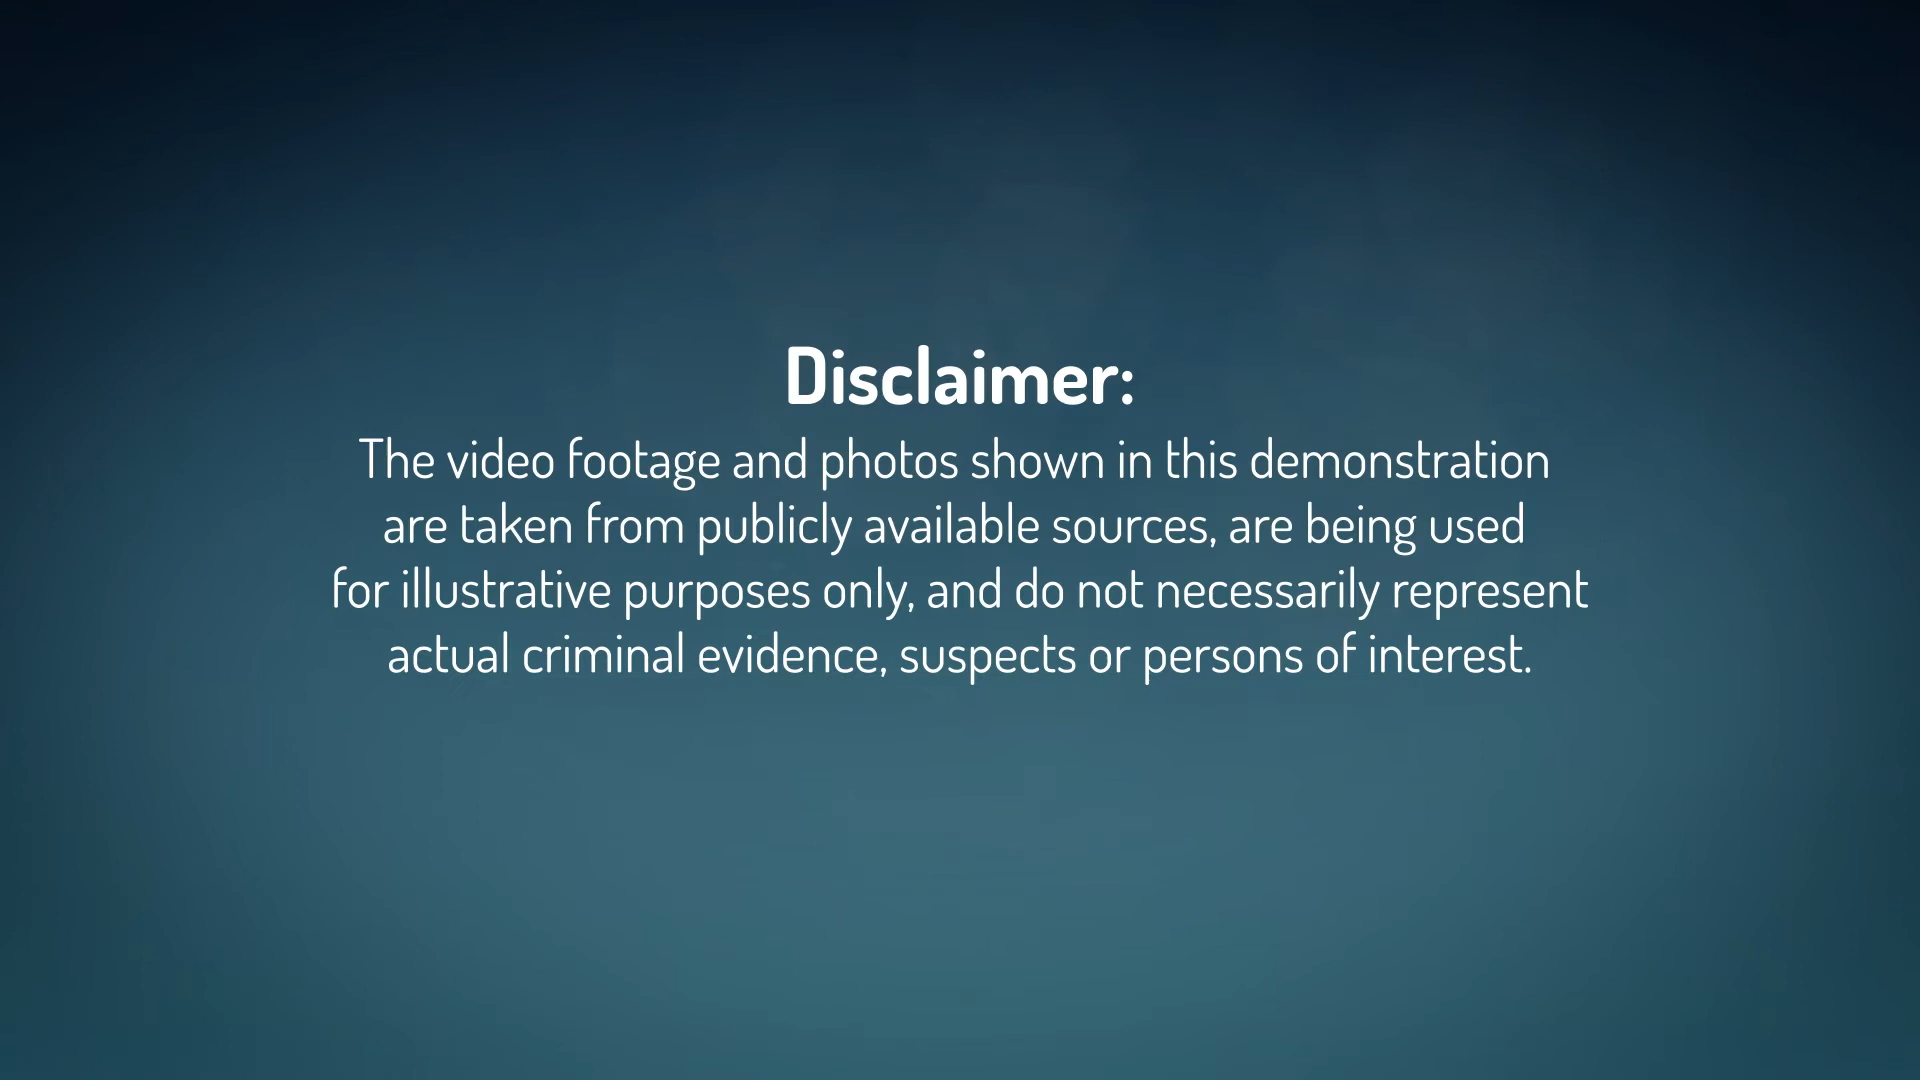 Disclaimer:
The video footage and photos shown in this demonstration
are taken from publicly available sources, are being used
for illustrative purposes only, and do not necessarily represent
actual criminal evidence, suspects or persons of interest.